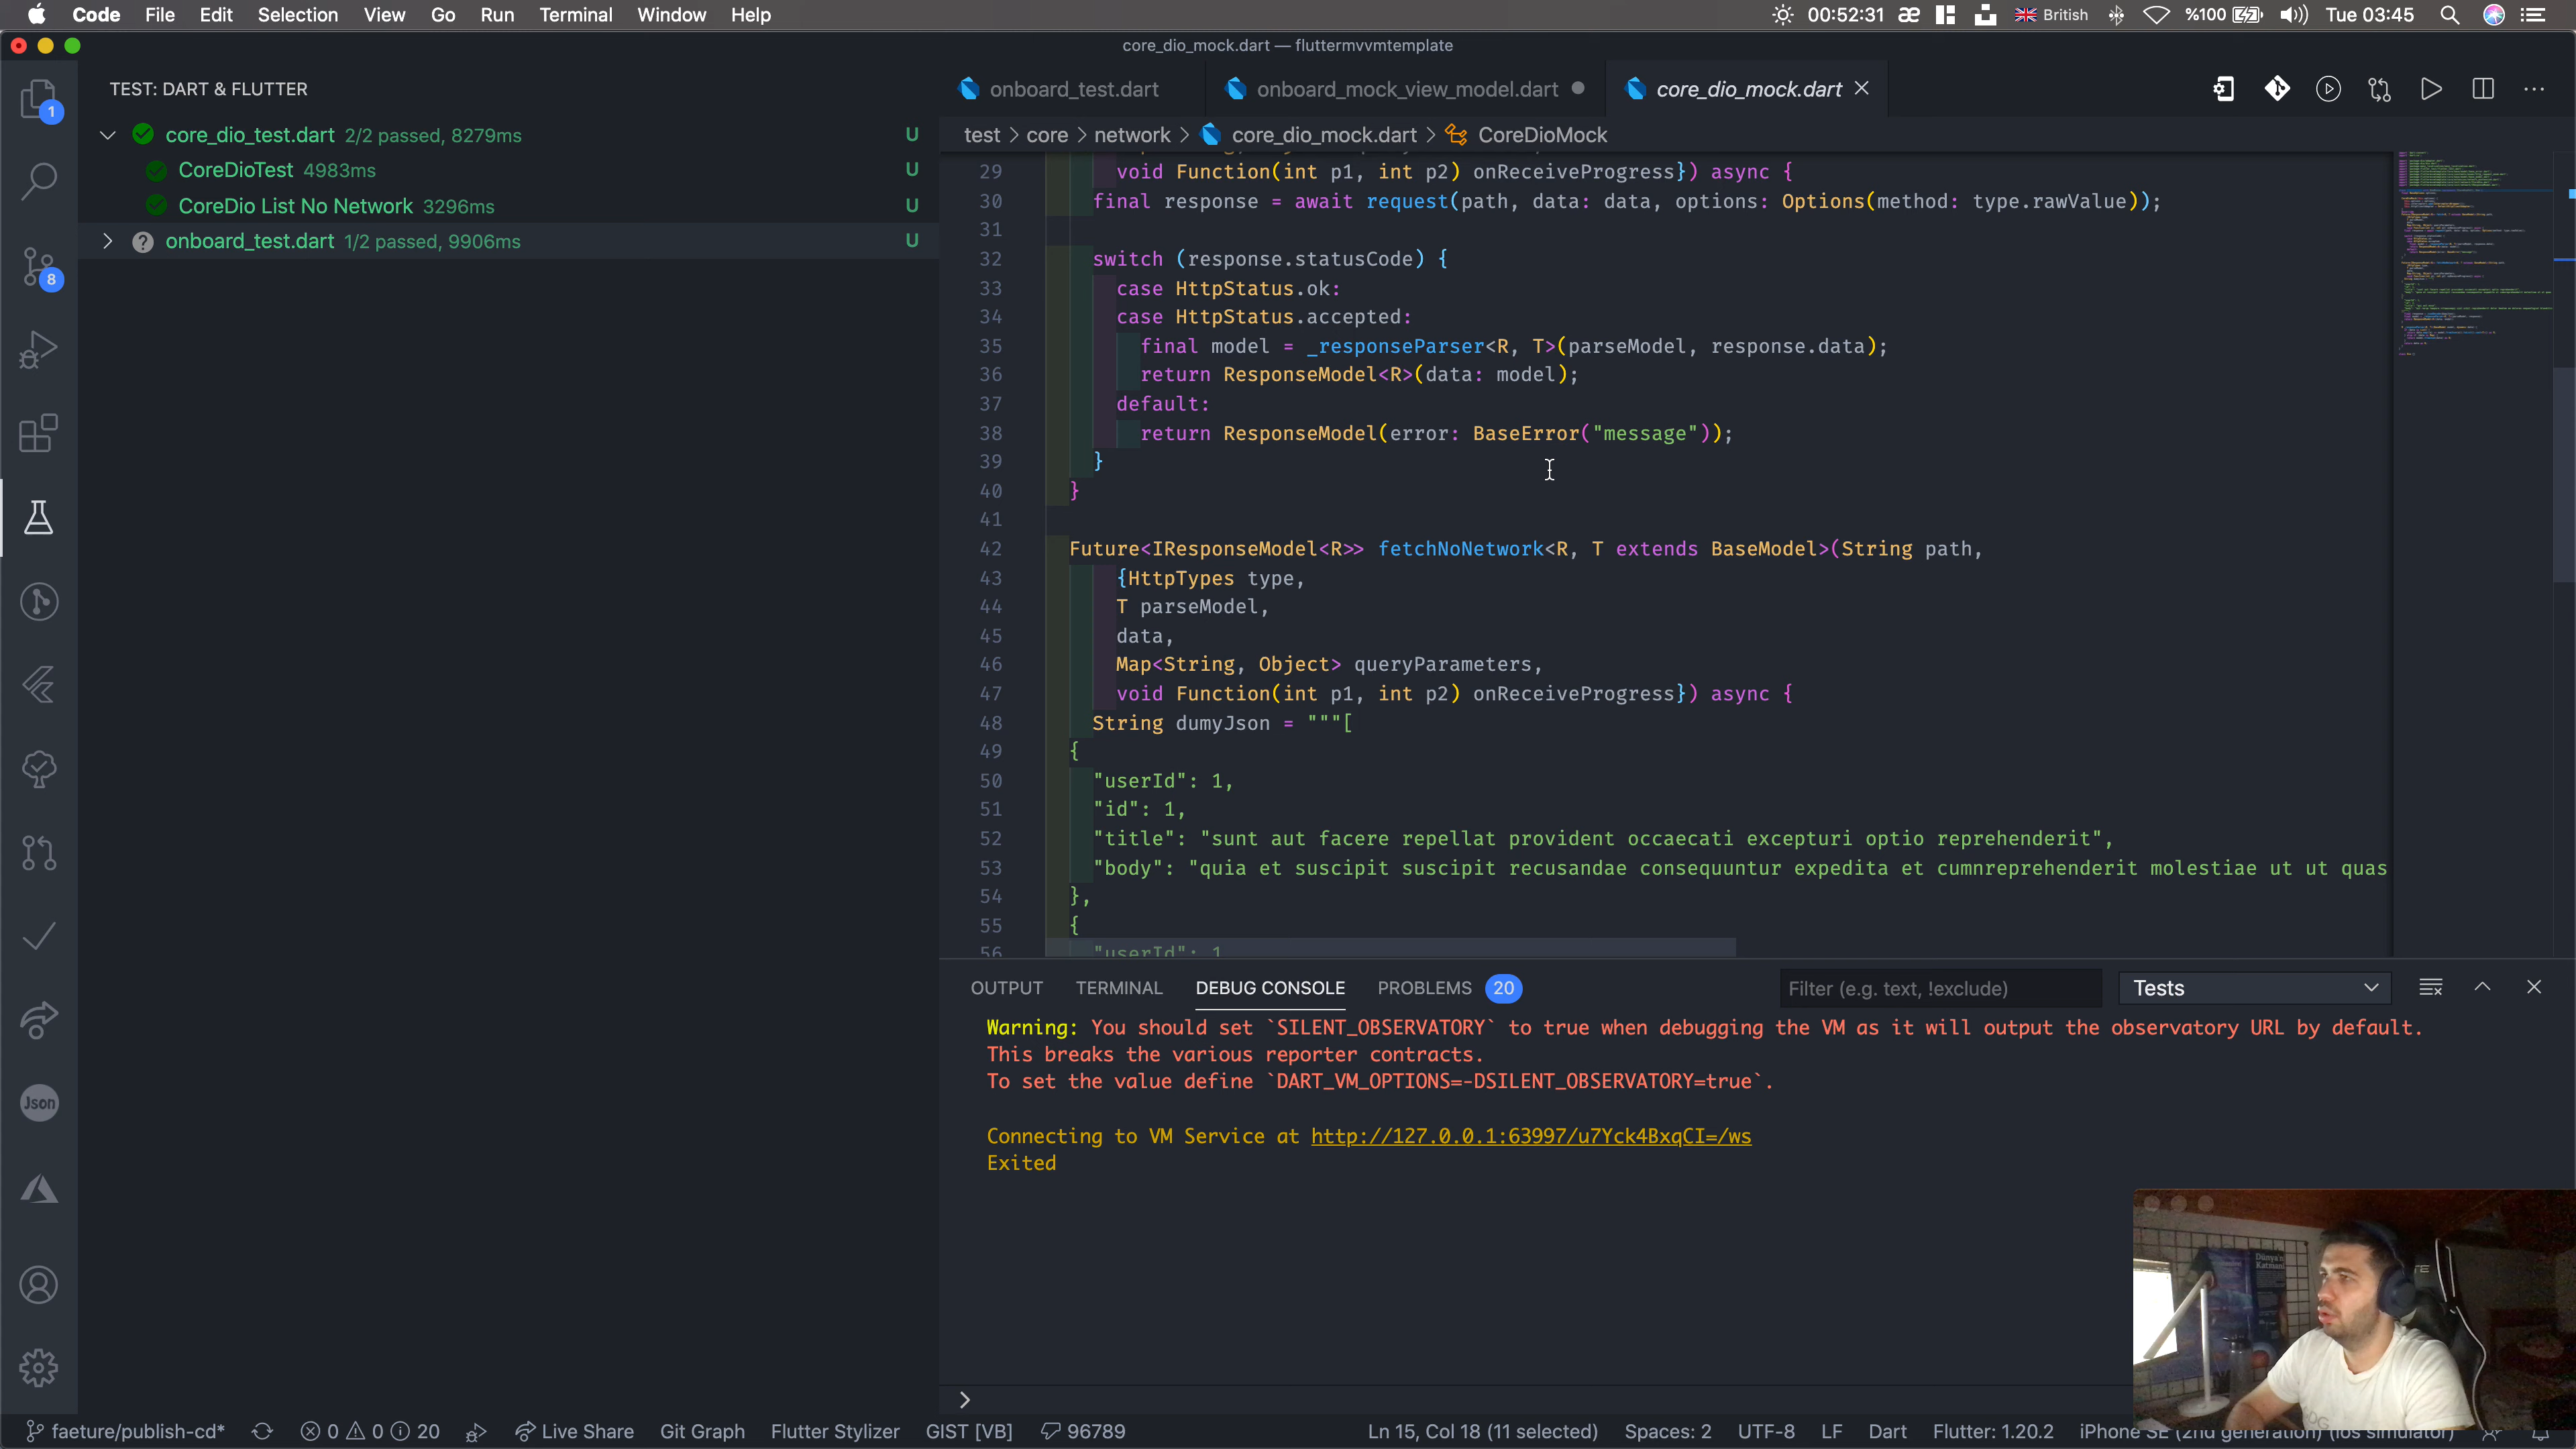 Code File Edit Selection View Go Run Terminal Window Help
00:52:31 æ British %100 Tue 03:45
core_dio_mock.dart — fluttermvvmtemplate
1
8
Json
TEST: DART & FLUTTER
core_dio_test.dart 2/2 passed, 8279ms U
CoreDioTest 4983ms U
CoreDio List No Network 3296ms U
onboard_test.dart 1/2 passed, 9906ms U
onboard_test.dart onboard_mock_view_model.dart core_dio_mock.dart
test > core > network > core_dio_mock.dart > CoreDioMock
29 void Function(int p1, int p2) onReceiveProgress}) async {
30 final response = await request(path, data: data, options: Options(method: type.rawValue));
31
32 switch (response.statusCode) {
33 case HttpStatus.ok:
34 case HttpStatus.accepted:
35 final model = _responseParser<R, T>(parseModel, response.data);
36 return ResponseModel<R>(data: model);
37 default:
38 return ResponseModel(error: BaseError("message"));
39 }
40 }
41
42 Future<IResponseModel<R>> fetchNoNetwork<R, T extends BaseModel>(String path,
43 {HttpTypes type,
44 T parseModel,
45 data,
46 Map<String, Object> queryParameters,
47 void Function(int p1, int p2) onReceiveProgress}) async {
48 String dumyJson = """[
49 {
50 "userId": 1,
51 "id": 1,
52 "title": "sunt aut facere repellat provident occaecati excepturi optio reprehenderit",
53 "body": "quia et suscipit suscipit recusandae consequuntur expedita et cumnreprehenderit molestiae ut ut quas
54 },
55 {
56 "userId": 1
OUTPUT TERMINAL DEBUG CONSOLE PROBLEMS 20 Filter (e.g. text, !exclude) Tests
Warning: You should set `SILENT_OBSERVATORY` to true when debugging the VM as it will output the observatory URL by default.
This breaks the various reporter contracts.
To set the value define `DART_VM_OPTIONS=-DSILENT_OBSERVATORY=true`.
Connecting to VM Service at http://127.0.0.1:63997/u7Yck4BxqCI=/ws
Exited
Dünya'n
Katman
faeture/publish-cd* 0 0 20 Live Share Git Graph Flutter Stylizer GIST [VB] 96789 Ln 15, Col 18 (11 selected) Spaces: 2 UTF-8 LF Dart Flutter: 1.20.2 iPhone SE (2nd generation) (ios simulator)